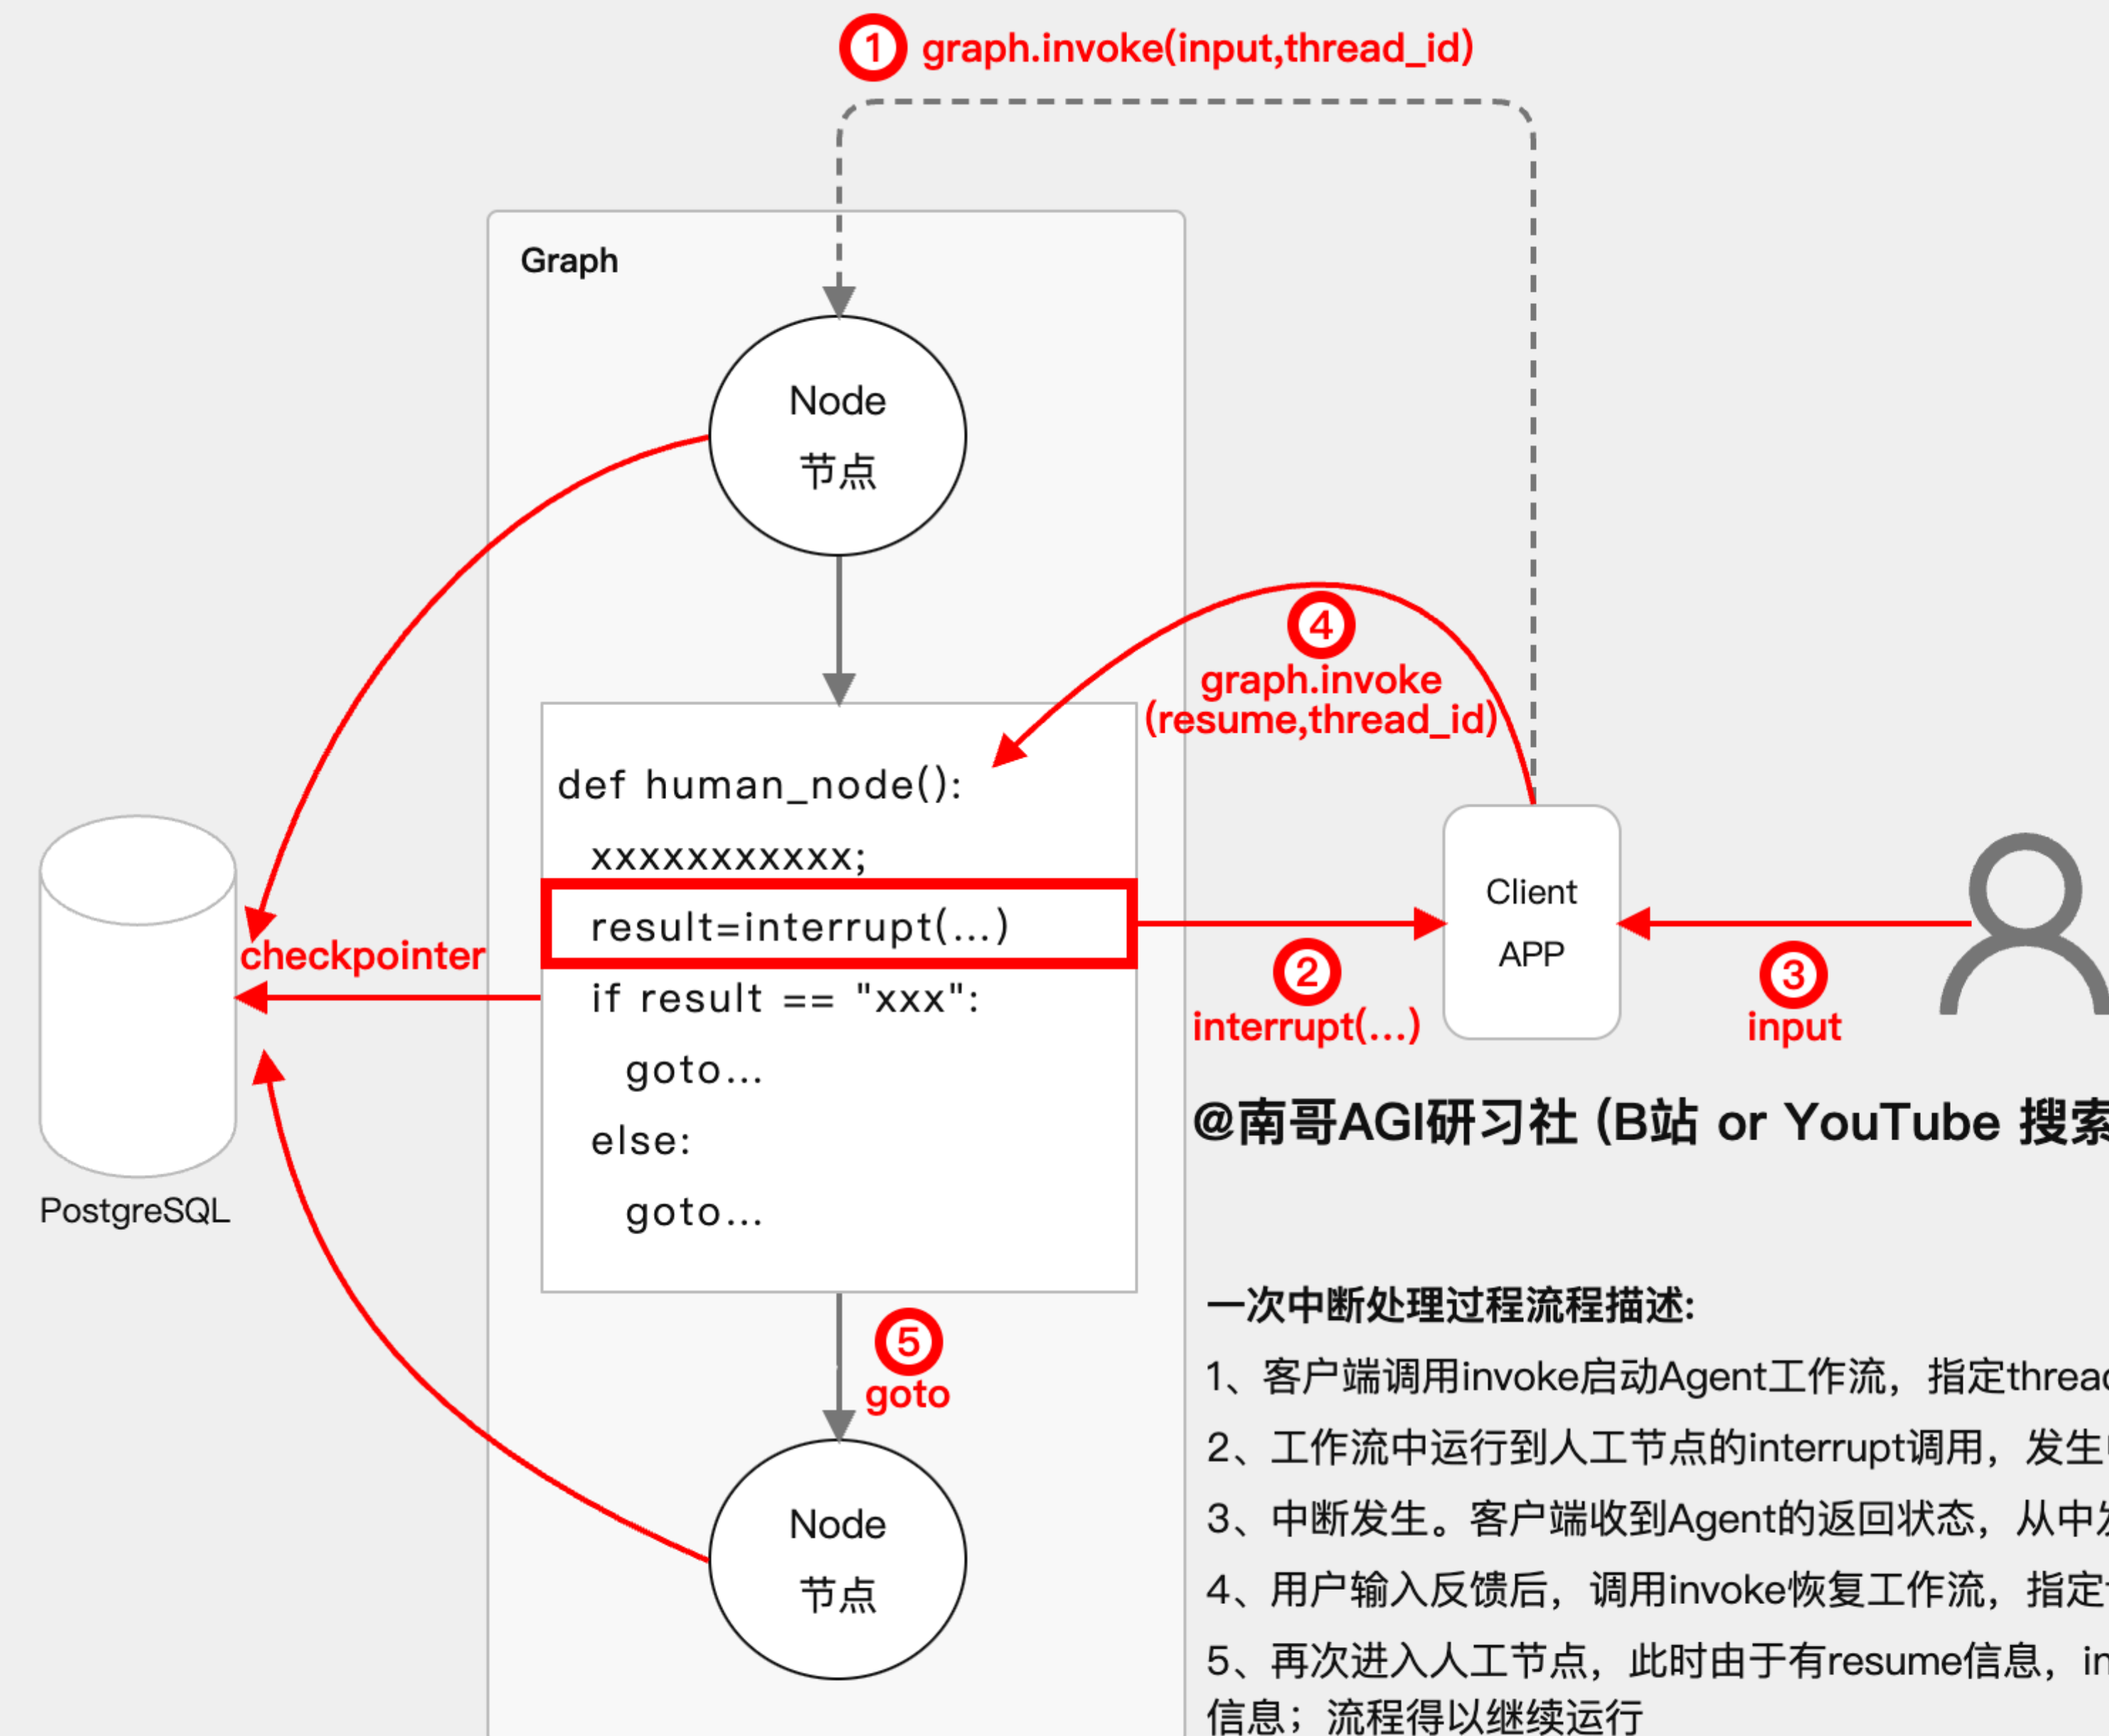 ① graph.invoke(input,thread_id)
Graph
Node
节点
④
graph.invoke
(resume,thread_id)
def human_node():
xxxxxxxxxxx;
result=interrupt(...)
if result == "xxx":
goto...
else:
goto...
checkpointer
PostgreSQL
②
interrupt(...)
Client
APP
③
input
@南哥AGI研习社 (B站 or YouTube 搜索
⑤
goto
Node
节点
一次中断处理过程流程描述:
1、客户端调用invoke启动Agent工作流，指定thread
2、工作流中运行到人工节点的interrupt调用，发生
3、中断发生。客户端收到Agent的返回状态，从中
4、用户输入反馈后，调用invoke恢复工作流，指定
5、再次进入人工节点，此时由于有resume信息，in
信息；流程得以继续运行